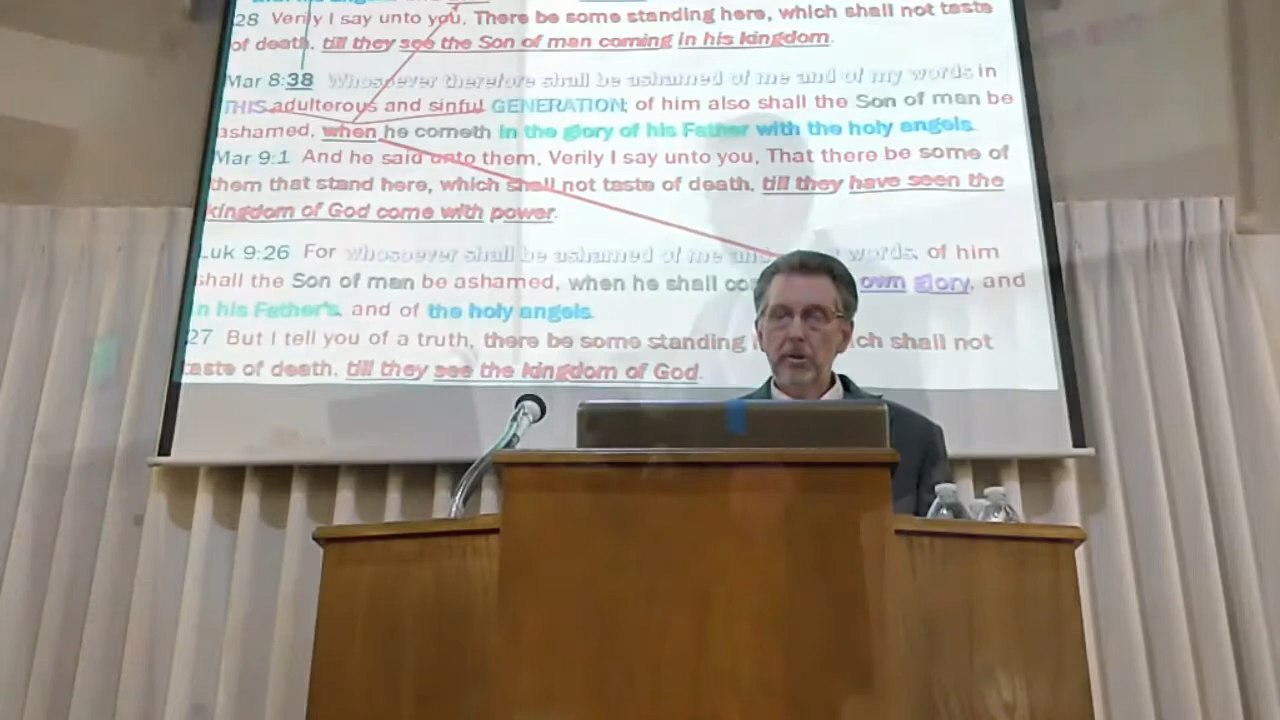 28 Verily I say unto you, There be some standing here, which shall not taste
of death, till they see the Son of man coming in his kingdom.
Mar 8:38 Whosoever therefore shall be ashamed of me and of my words in
THIS adulterous and sinful GENERATION; of him also shall the Son of man be
ashamed, when he cometh in the glory of his Father with the holy angels.
Mar 9:1 And he said unto them, Verily I say unto you, That there be some of
them that stand here, which shall not taste of death, till they have seen the
kingdom of God come with power.
Luk 9:26 For whosoever shall be ashamed of me and words, of him
shall the Son of man be ashamed, when he shall own glory, and
in his Father's, and of the holy angels.
27 But I tell you of a truth, there be some standing shall not
taste of death, till they see the kingdom of God.